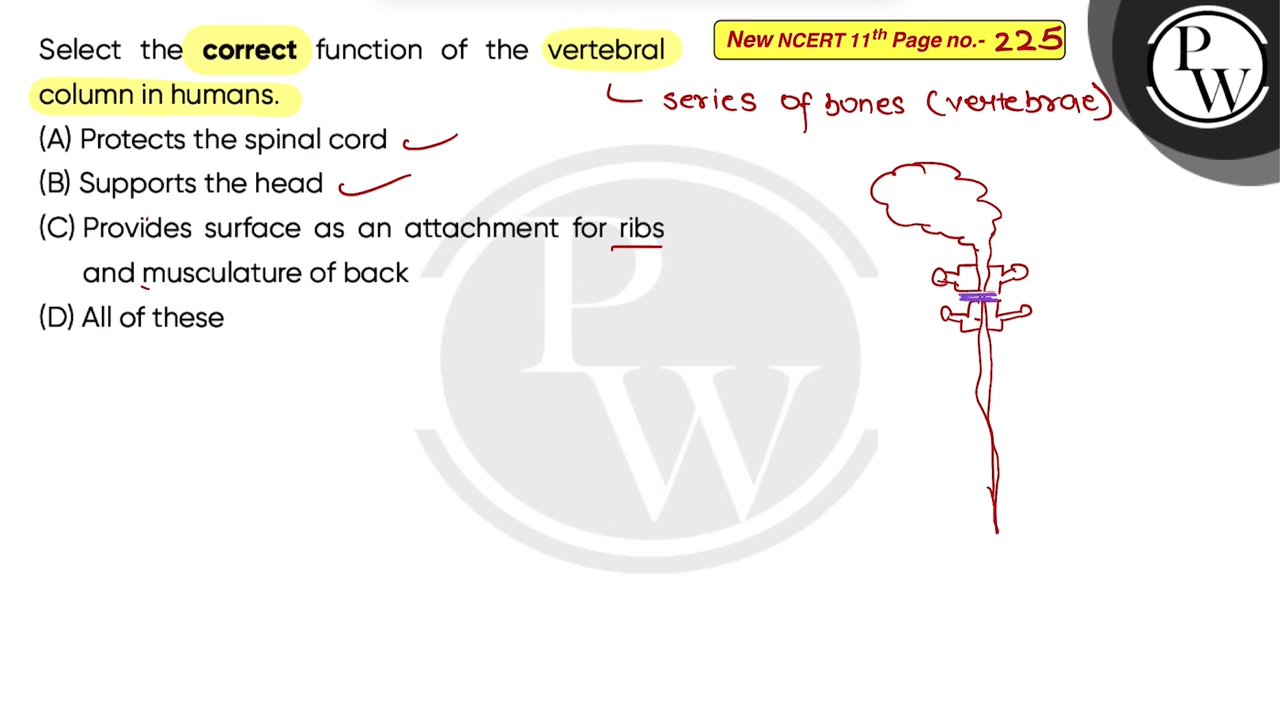 Select the correct function of the vertebral
column in humans.
(A) Protects the spinal cord
(B) Supports the head
(C) Provides surface as an attachment for ribs
and musculature of back
(D) All of these
New NCERT 11th Page no.- 225
series of bones (vertebrae)
P
W
P
W